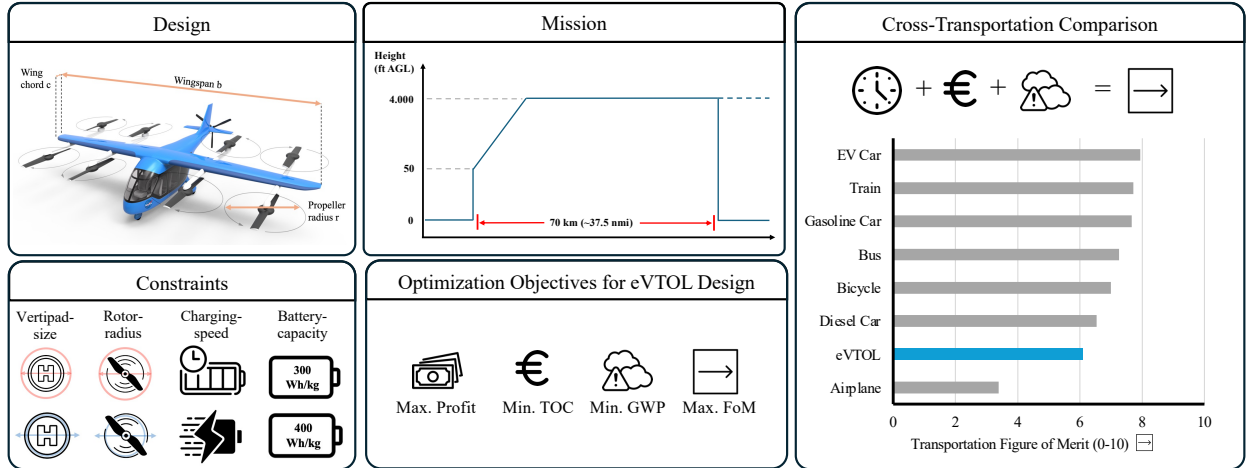 Design
Wing
chord c
Wingspan b
Propeller
radius r
Mission
Height
(ft AGL)
4.000
50
0
70 km (~37.5 nmi)
Cross-Transportation Comparison
+ € + =
EV Car
Train
Gasoline Car
Bus
Bicycle
Diesel Car
eVTOL
Airplane
0 2 4 6 8 10
Transportation Figure of Merit (0-10)
Constraints
Vertipad-
size
Rotor-
radius
Charging-
speed
Battery-
capacity
H
300
Wh/kg
H
400
Wh/kg
Optimization Objectives for eVTOL Design
€
Max. Profit
Min. TOC
Min. GWP
Max. FoM